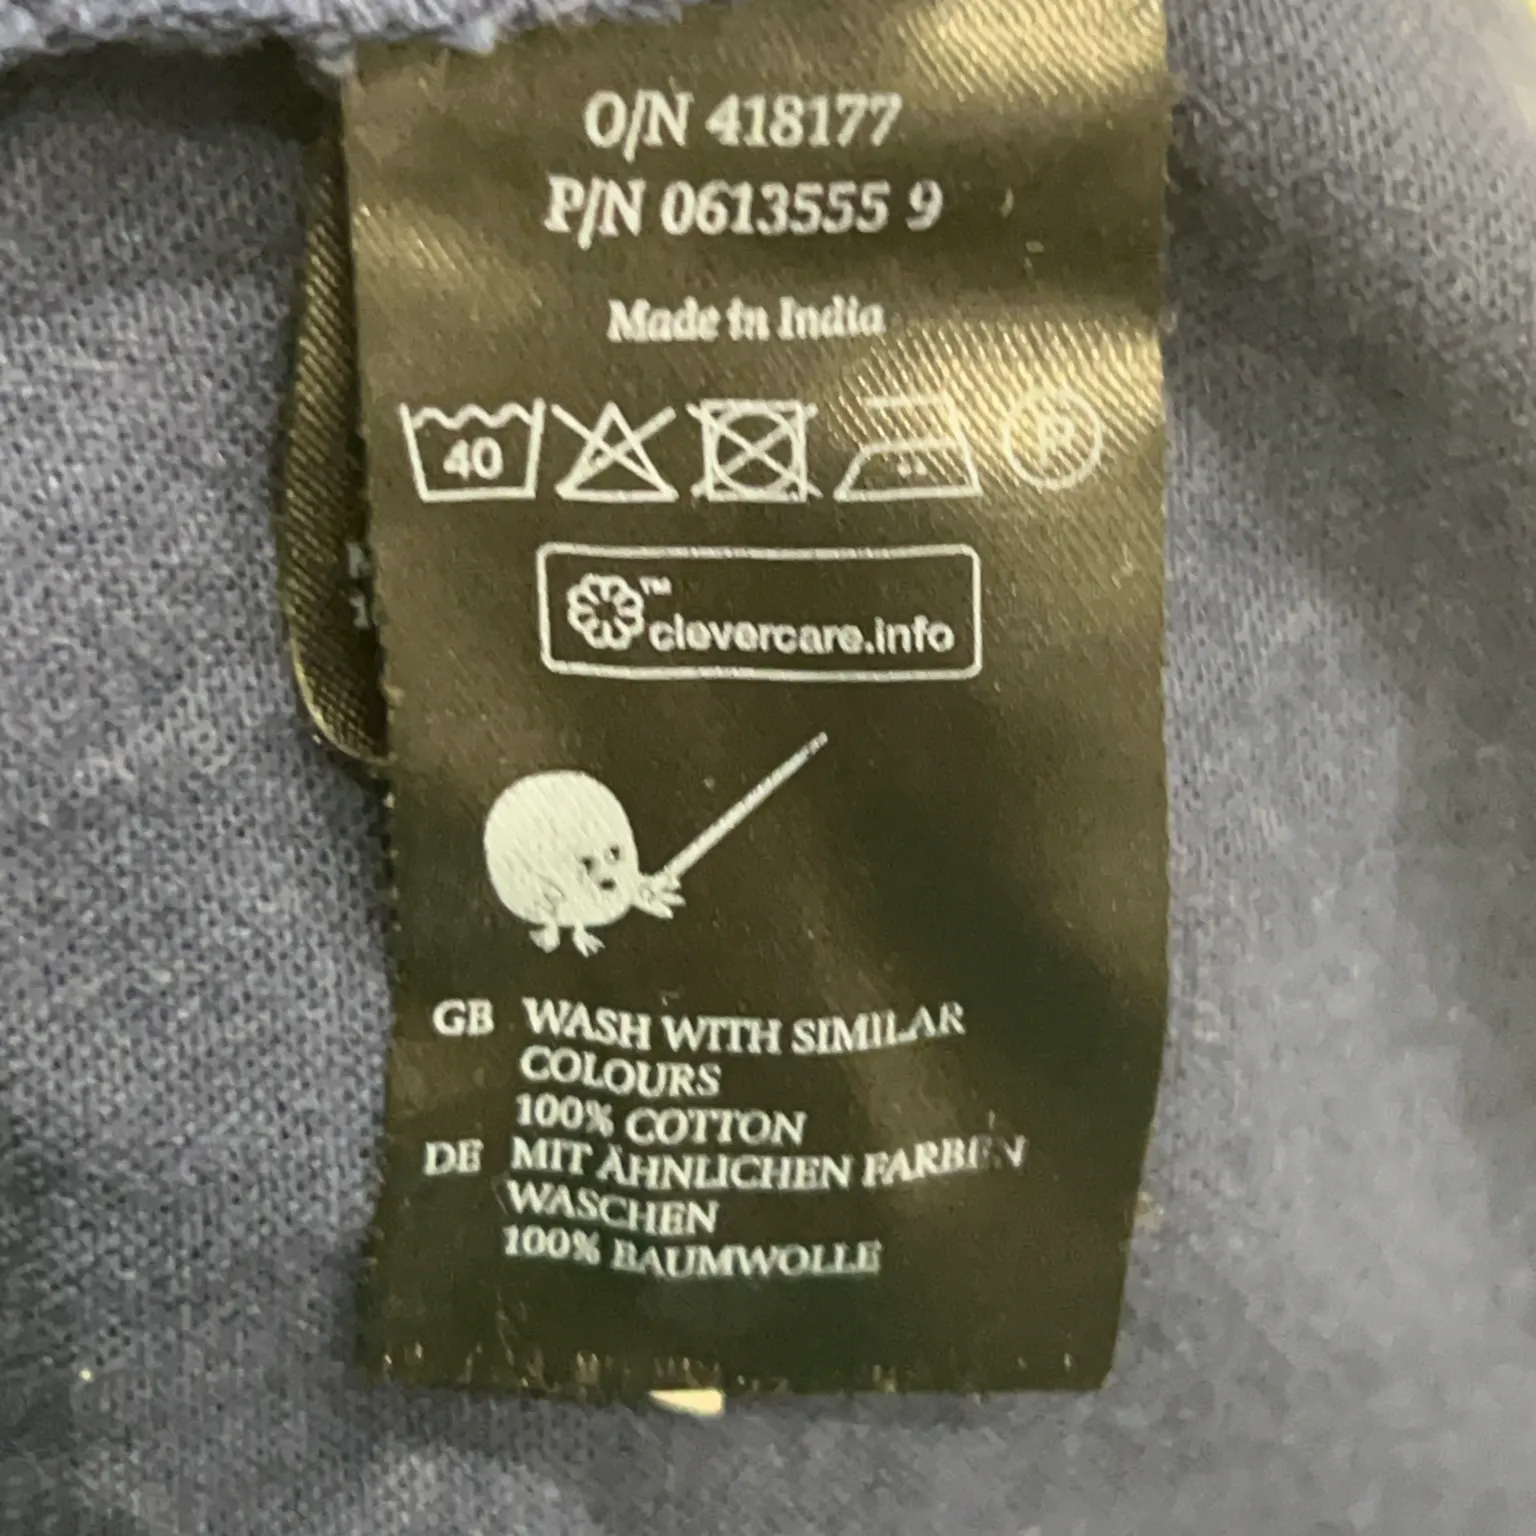 O/N 418177
P/N 0613555 9
Made in India
40
P
™
clevercare.info
GB WASH WITH SIMILAR
COLOURS
100% COTTON
DE MIT ÄHNLICHEN FARBEN
WASCHEN
100% BAUMWOLLE